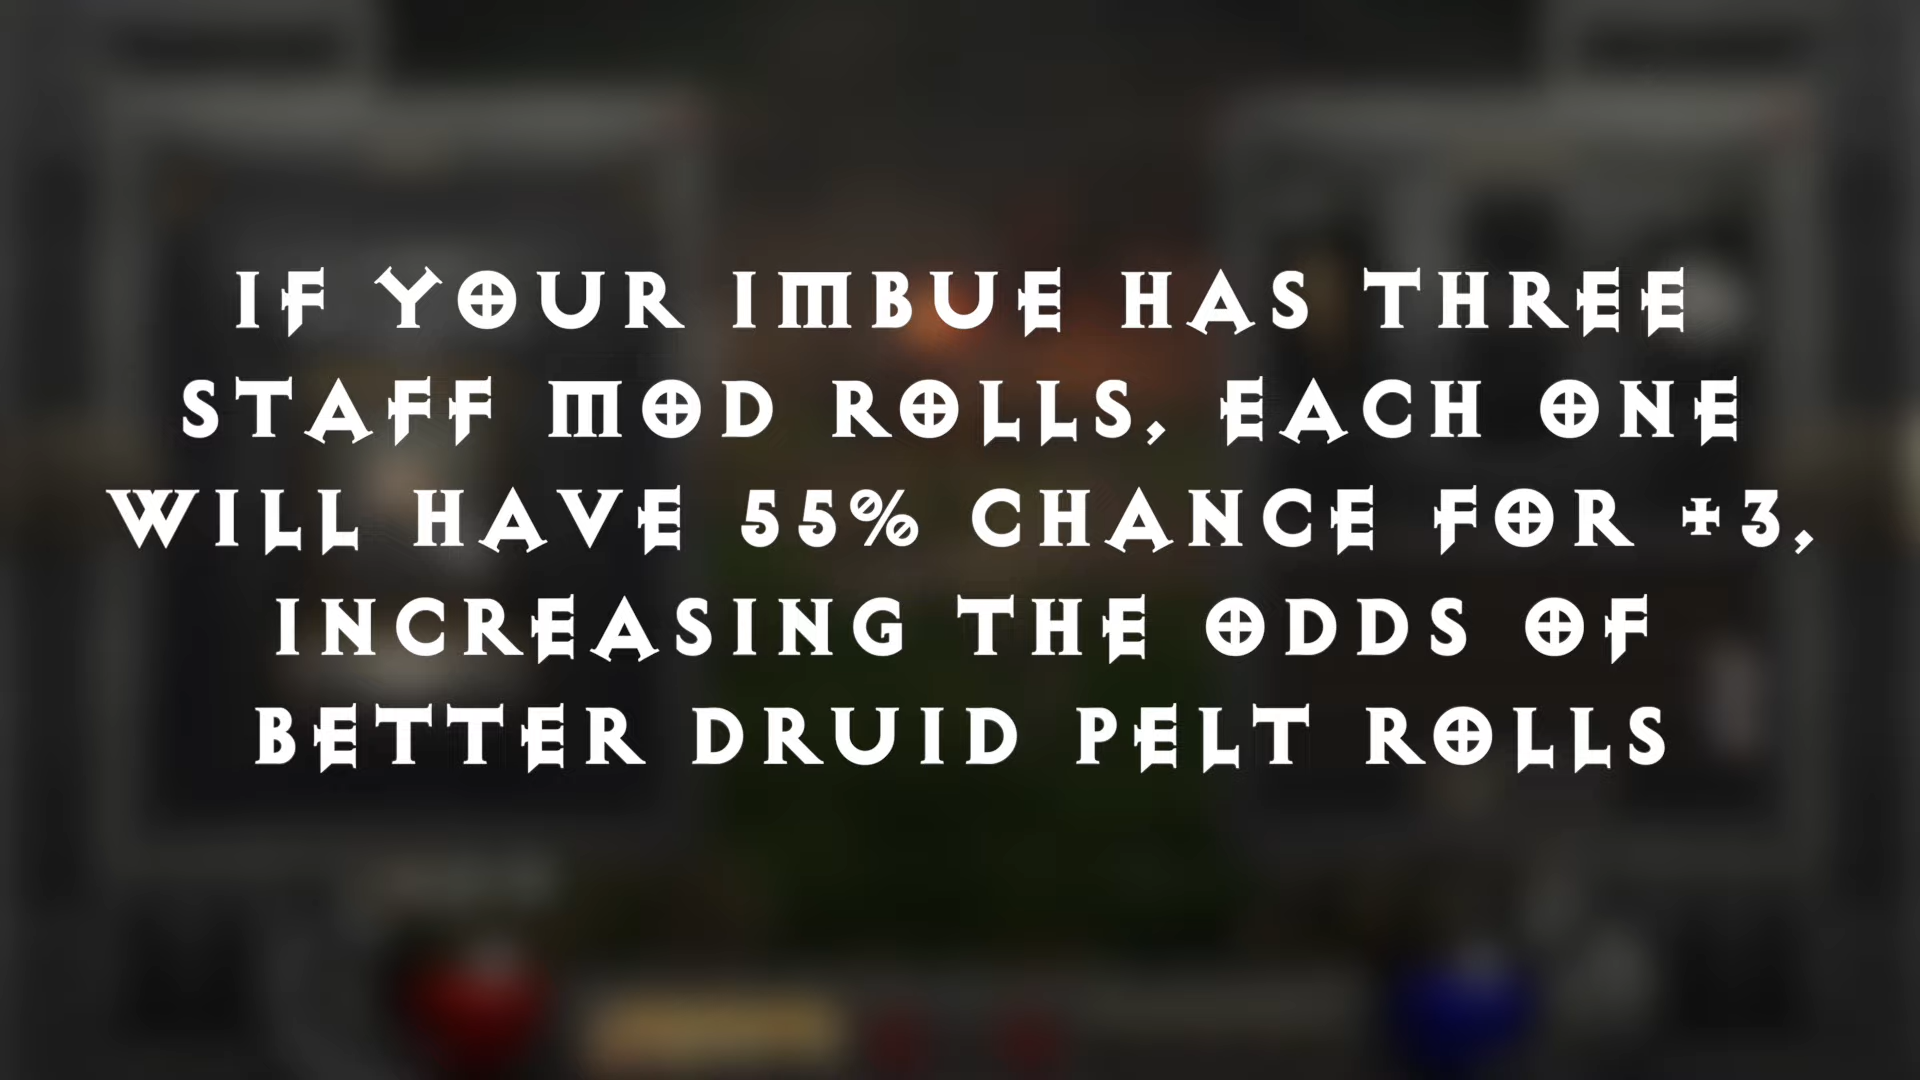 IF YOUR IMBUE HAS THREE
STAFF MOD ROLLS, EACH ONE
WILL HAVE 55% CHANCE FOR +3,
INCREASING THE ODDS OF
BETTER DRUID PELT ROLLS